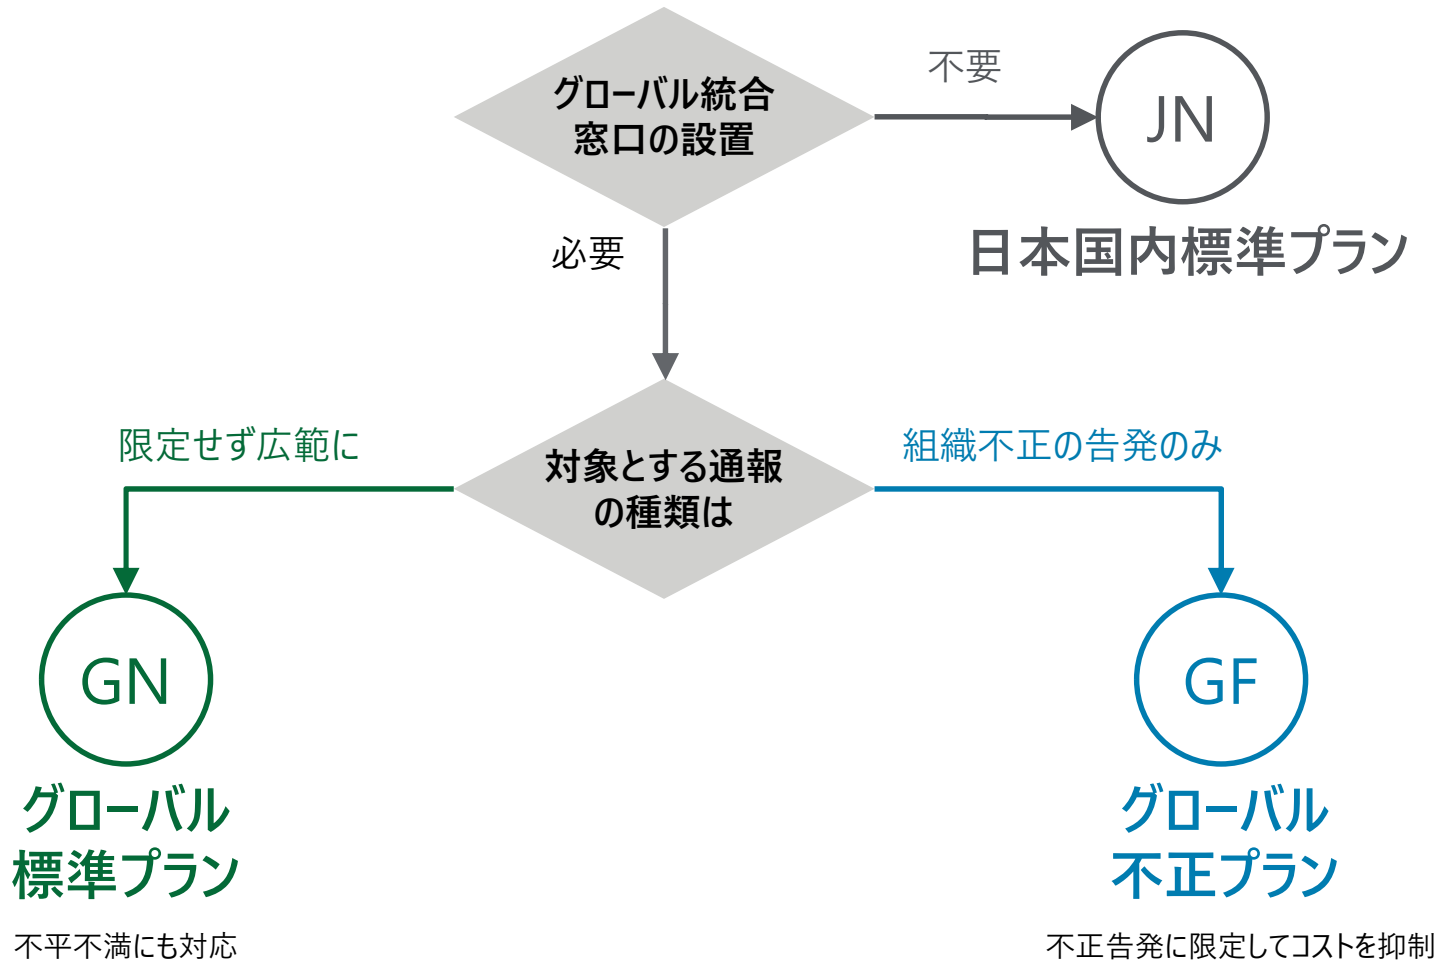 グローバル統合
窓口の設置
不要
JN
日本国内標準プラン
必要
限定せず広範に
対象とする通報
の種類は
組織不正の告発のみ
GN
グローバル
標準プラン
不平不満にも対応
GF
グローバル
不正プラン
不正告発に限定してコストを抑制